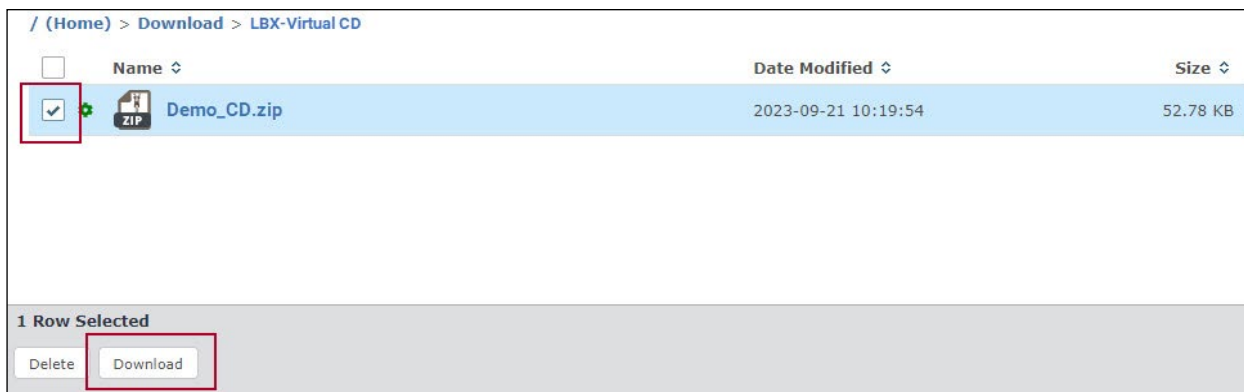 / (Home) > Download > LBX-Virtual CD
Name Date Modified Size
ZIP Demo_CD.zip 2023-09-21 10:19:54 52.78 KB
1 Row Selected
Delete Download